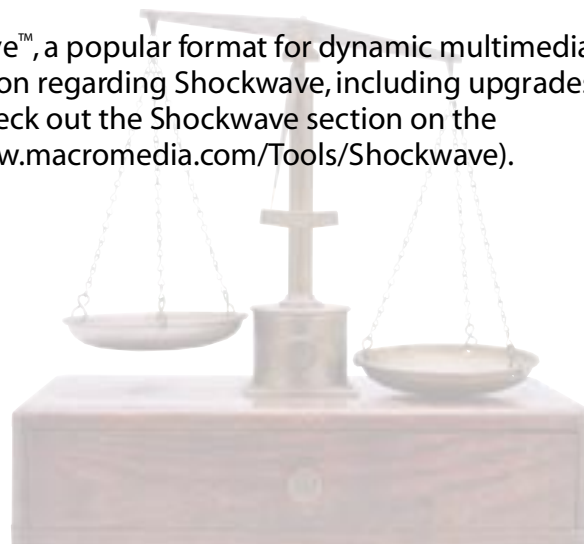 ve™, a popular format for dynamic multimedia
on regarding Shockwave, including upgrades
eck out the Shockwave section on the
w.macromedia.com/Tools/Shockwave).